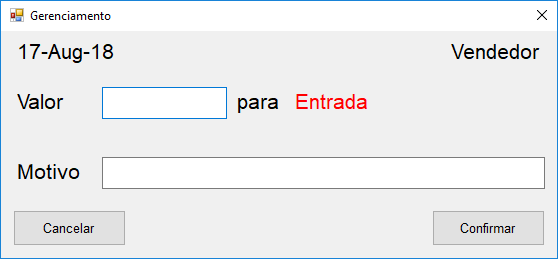 Gerenciamento
17-Aug-18 Vendedor
Valor para Entrada
Motivo
Cancelar Confirmar